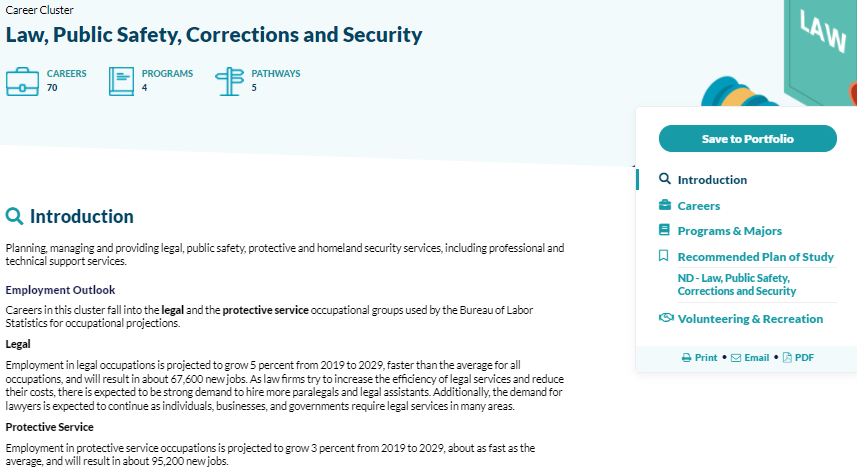 Career Cluster
Law, Public Safety, Corrections and Security
CAREERS
70
PROGRAMS
4
PATHWAYS
5
LAW
Save to Portfolio
Introduction
Careers
Programs & Majors
Recommended Plan of Study
ND - Law, Public Safety,
Corrections and Security
Volunteering & Recreation
Print • Email • PDF
Introduction
Planning, managing and providing legal, public safety, protective and homeland security services, including professional and
technical support services.
Employment Outlook
Careers in this cluster fall into the legal and the protective service occupational groups used by the Bureau of Labor
Statistics for occupational projections.
Legal
Employment in legal occupations is projected to grow 5 percent from 2019 to 2029, faster than the average for all
occupations, and will result in about 67,600 new jobs. As law firms try to increase the efficiency of legal services and reduce
their costs, there is expected to be strong demand to hire more paralegals and legal assistants. Additionally, the demand for
lawyers is expected to continue as individuals, businesses, and governments require legal services in many areas.
Protective Service
Employment in protective service occupations is projected to grow 3 percent from 2019 to 2029, about as fast as the
average, and will result in about 95,200 new jobs.